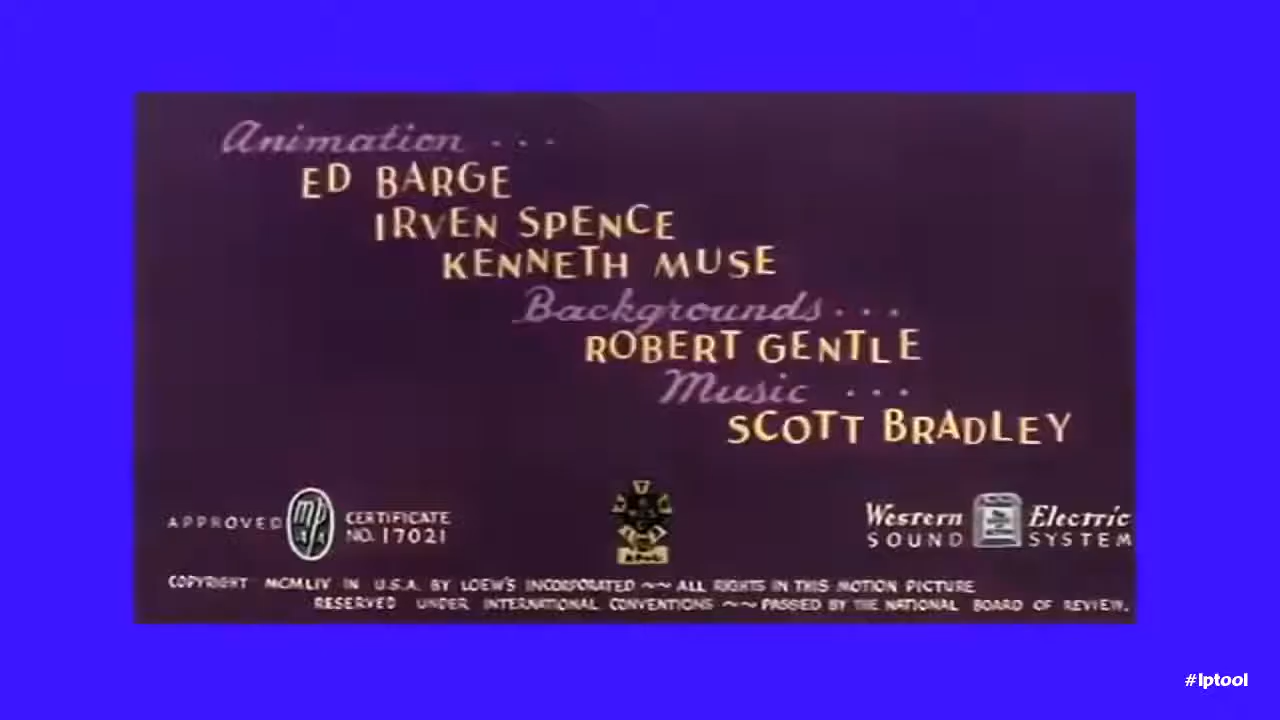 Animation ...
ED BARGE
IRVEN SPENCE
KENNETH MUSE
Backgrounds...
ROBERT GENTLE
Music ...
SCOTT BRADLEY
APPROVED MPAA CERTIFICATE NO. 17021
Western Electric
SOUND SYSTEM
COPYRIGHT MCMLIV IN U.S.A. BY LOEW'S INCORPORATED ~~ ALL RIGHTS IN THIS MOTION PICTURE
RESERVED UNDER INTERNATIONAL CONVENTIONS ~~ PASSED BY THE NATIONAL BOARD OF REVIEW.
#lptool